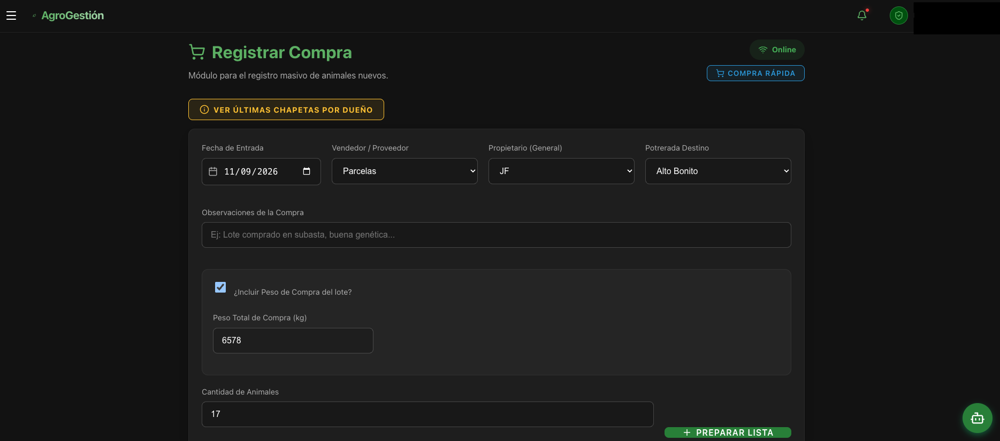 AgroGestión
Registrar Compra
Online
Módulo para el registro masivo de animales nuevos.
COMPRA RÁPIDA
VER ÚLTIMAS CHAPETAS POR DUEÑO
Fecha de Entrada
Vendedor / Proveedor
Propietario (General)
Potrerada Destino
11/09/2026
Parcelas
JF
Alto Bonito
Observaciones de la Compra
Ej: Lote comprado en subasta, buena genética...
¿Incluir Peso de Compra del lote?
Peso Total de Compra (kg)
6578
Cantidad de Animales
17
+ PREPARAR LISTA